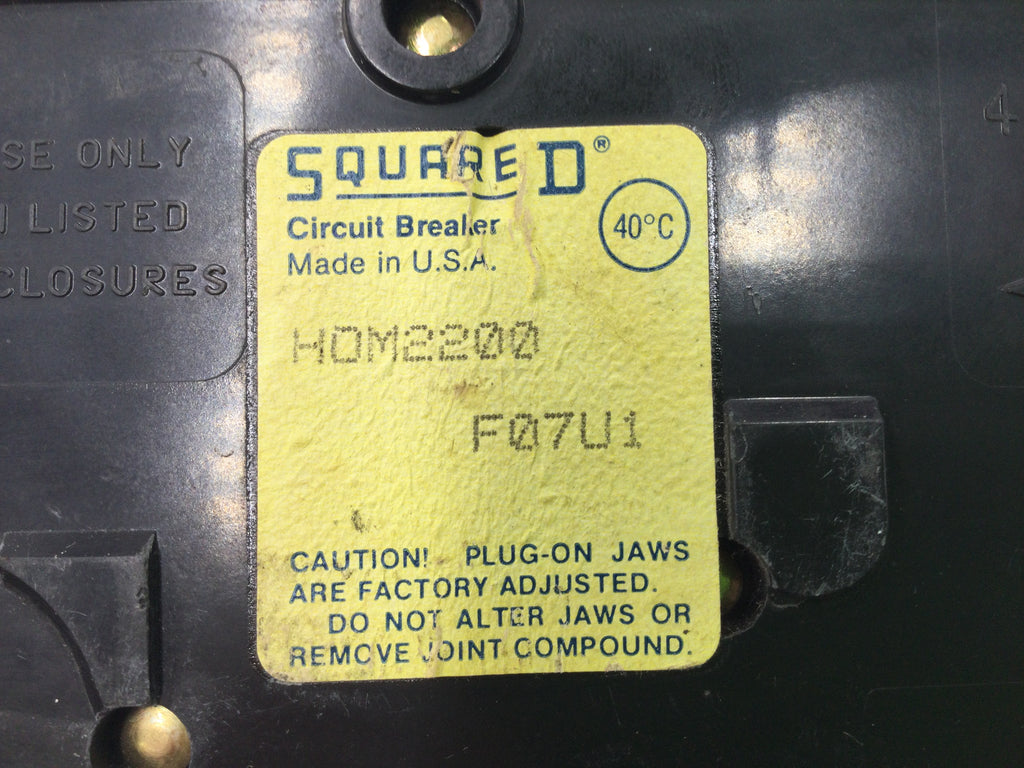 SE ONLY
LISTED
CLOSURES
4
SQUARE D®
Circuit Breaker
Made in U.S.A.
40°C
HOM2200
F07U1
CAUTION! PLUG-ON JAWS
ARE FACTORY ADJUSTED.
DO NOT ALTER JAWS OR
REMOVE JOINT COMPOUND.